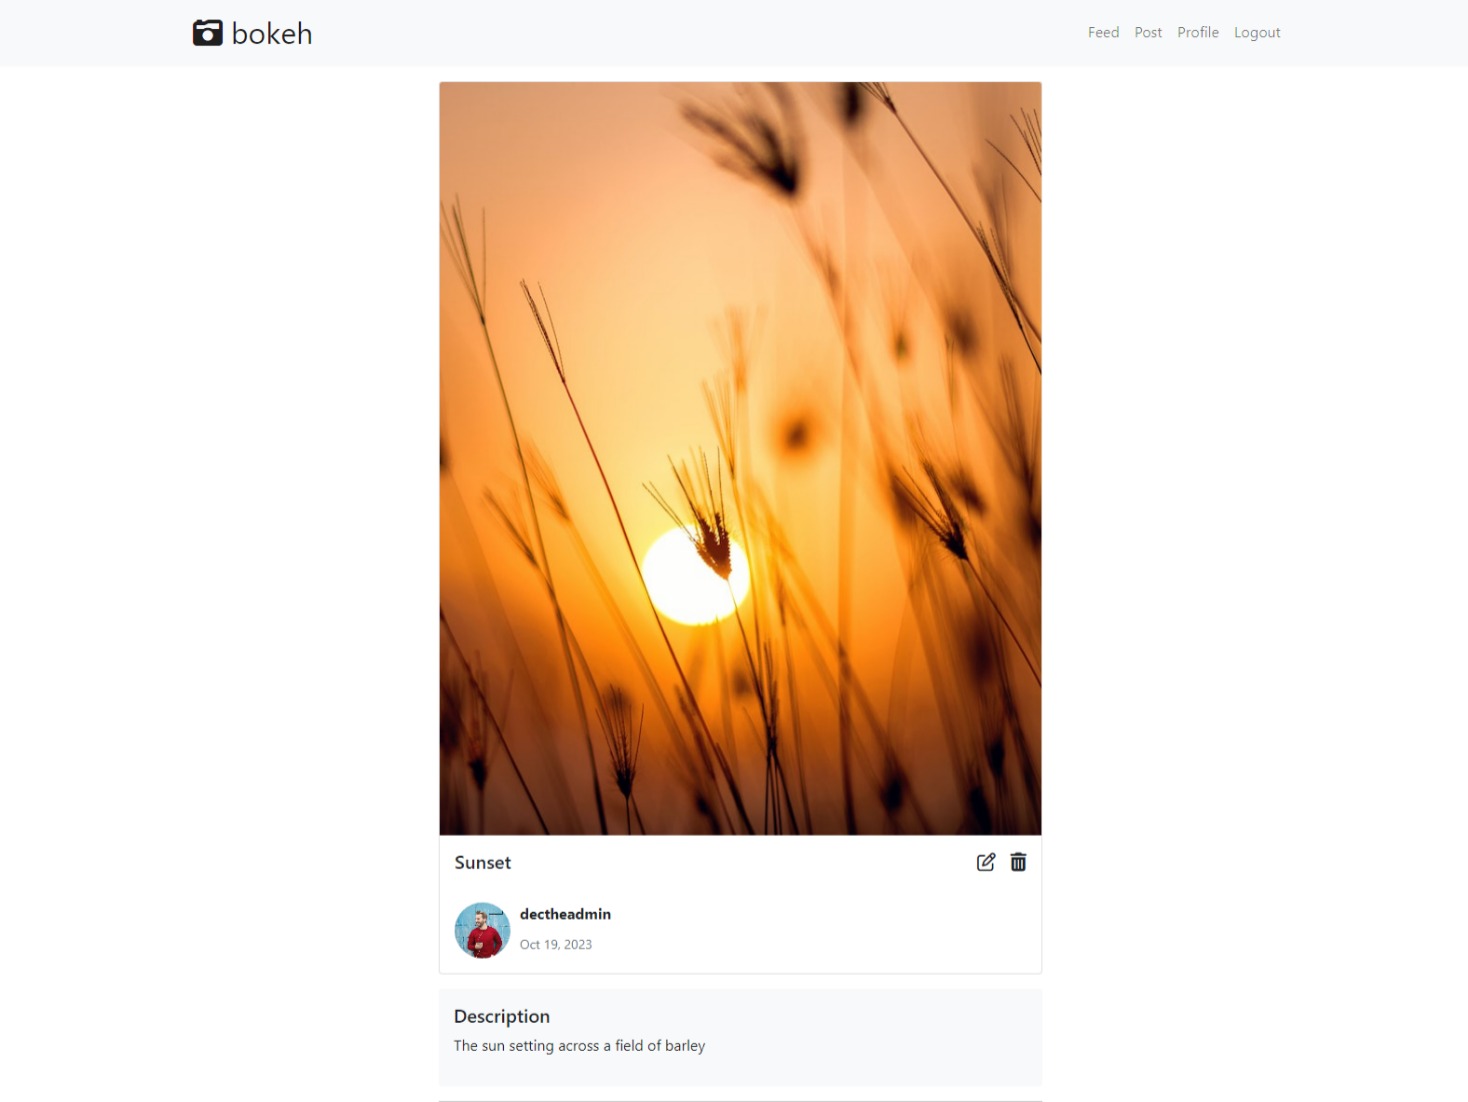 bokeh
Feed Post Profile Logout
Sunset
dectheadmin
Oct 19, 2023
Description
The sun setting across a field of barley